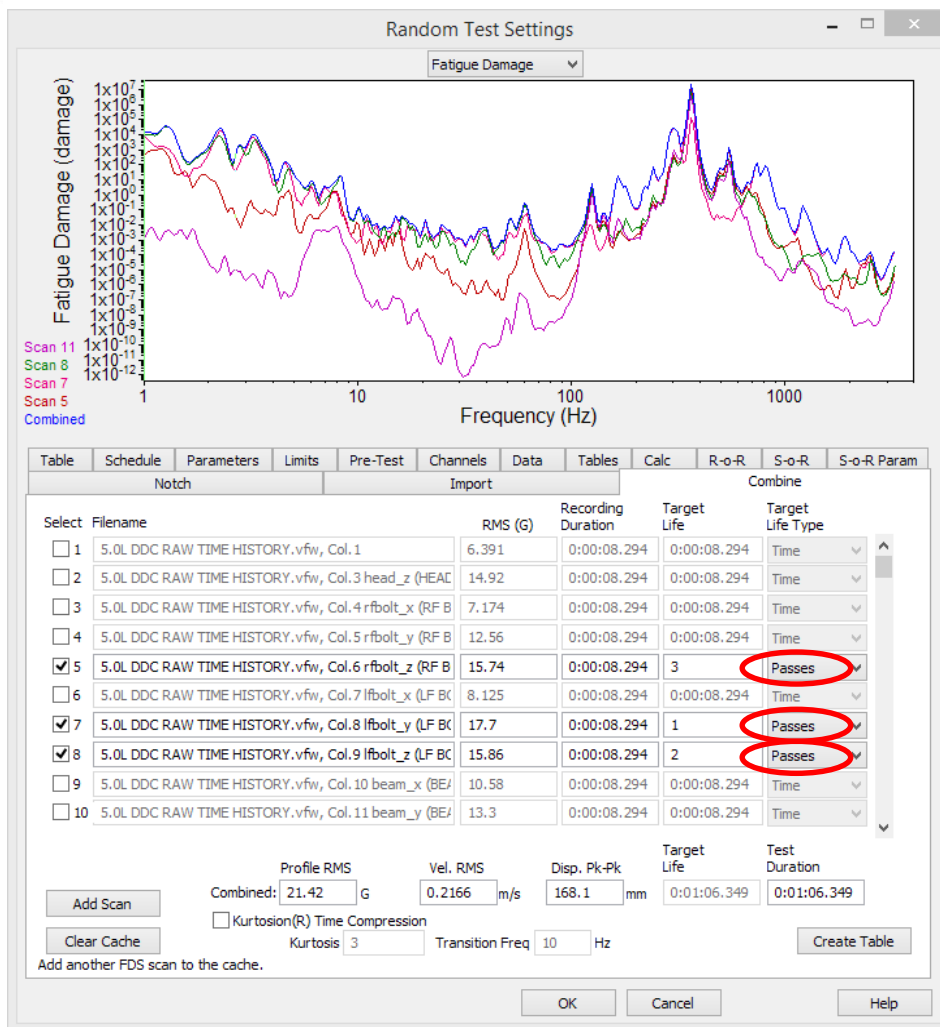 Random Test Settings
Fatigue Damage
Fatigue Damage (damage)
1x10^7
1x10^6
1x10^5
1x10^4
1x10^3
1x10^2
1x10^1
1x10^0
1x10^-1
1x10^-2
1x10^-3
1x10^-4
1x10^-5
1x10^-6
1x10^-7
1x10^-8
1x10^-9
1x10^-10
1x10^-11
1x10^-12
Scan 11
Scan 8
Scan 7
Scan 5
Combined
1 10 100 1000
Frequency (Hz)
Table Schedule Parameters Limits Pre-Test Channels Data Tables Calc R-o-R S-o-R S-o-R Param
Notch Import Combine
Select Filename RMS (G) Recording Duration Target Life Target Life Type
1 5.0L DDC RAW TIME HISTORY.vfw, Col.1 6.391 0:00:08.294 0:00:08.294 Time
2 5.0L DDC RAW TIME HISTORY.vfw, Col.3 head_z (HEAD 14.92 0:00:08.294 0:00:08.294 Time
3 5.0L DDC RAW TIME HISTORY.vfw, Col.4 rfbolt_x (RF B 7.174 0:00:08.294 0:00:08.294 Time
4 5.0L DDC RAW TIME HISTORY.vfw, Col.5 rfbolt_y (RF B 12.56 0:00:08.294 0:00:08.294 Time
5 5.0L DDC RAW TIME HISTORY.vfw, Col.6 rfbolt_z (RF B 15.74 0:00:08.294 3 Passes
6 5.0L DDC RAW TIME HISTORY.vfw, Col.7 lfbolt_x (LF BO 8.125 0:00:08.294 0:00:08.294 Time
7 5.0L DDC RAW TIME HISTORY.vfw, Col.8 lfbolt_y (LF BO 17.7 0:00:08.294 1 Passes
8 5.0L DDC RAW TIME HISTORY.vfw, Col.9 lfbolt_z (LF BO 15.86 0:00:08.294 2 Passes
9 5.0L DDC RAW TIME HISTORY.vfw, Col.10 beam_x (BEA 10.58 0:00:08.294 0:00:08.294 Time
10 5.0L DDC RAW TIME HISTORY.vfw, Col.11 beam_y (BEA 13.3 0:00:08.294 0:00:08.294 Time
Profile RMS Vel. RMS Disp. Pk-Pk Target Life Test Duration
Add Scan Combined: 21.42 G 0.2166 m/s 168.1 mm 0:01:06.349 0:01:06.349
Kurtosion(R) Time Compression
Clear Cache Kurtosis 3 Transition Freq 10 Hz Create Table
Add another FDS scan to the cache.
OK Cancel Help